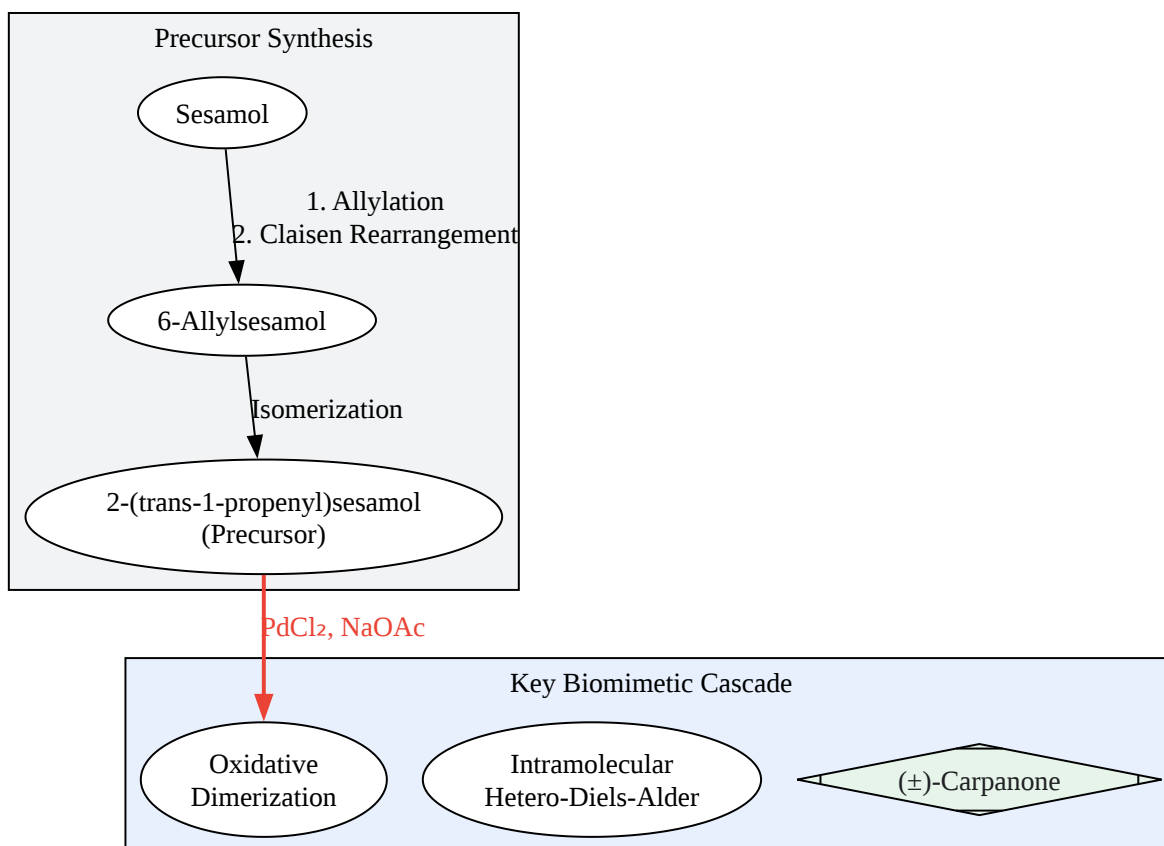 Precursor Synthesis
Sesamol
1. Allylation
2. Claisen Rearrangement
6-Allylsesamol
Isomerization
2-(trans-1-propenyl)sesamol
(Precursor)
PdCl₂, NaOAc
Key Biomimetic Cascade
Oxidative
Dimerization
Intramolecular
Hetero-Diels-Alder
(±)-Carpanone